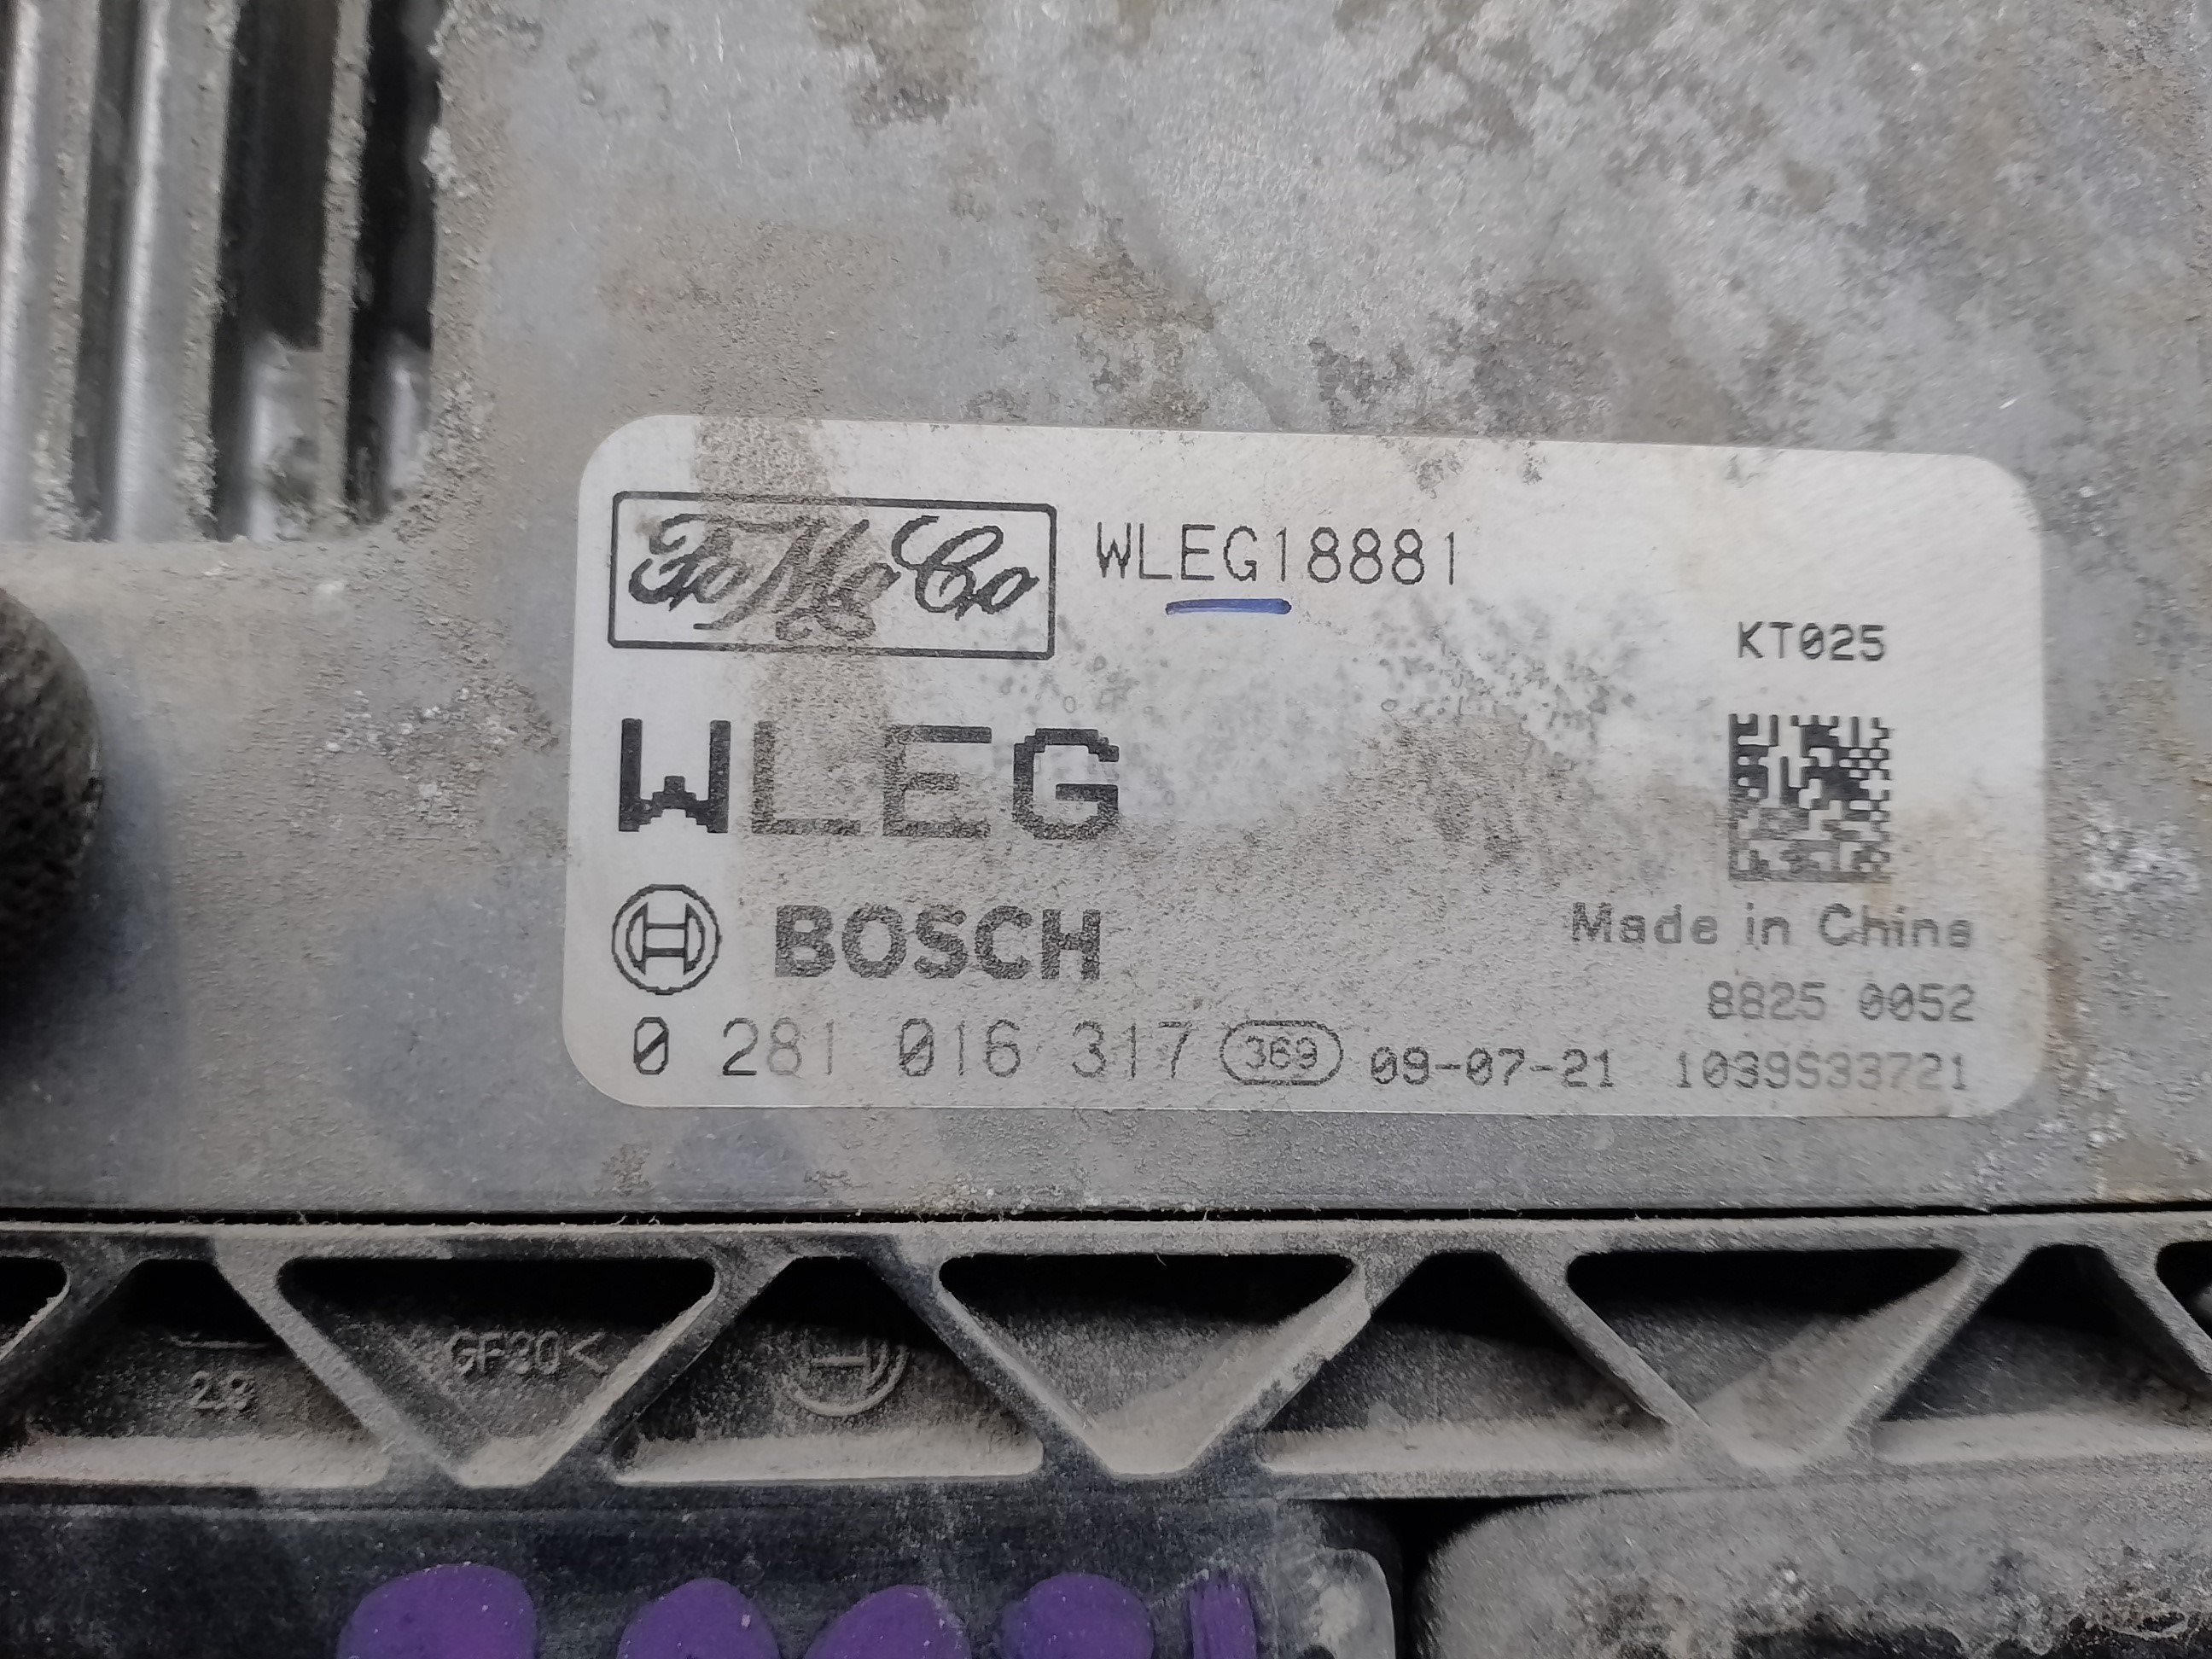 FoMoCo WLEG18881
KT025
WLEG
BOSCH
Made in China
8825 0052
0 281 016 317 369 09-07-21 1039S33721
GF30<